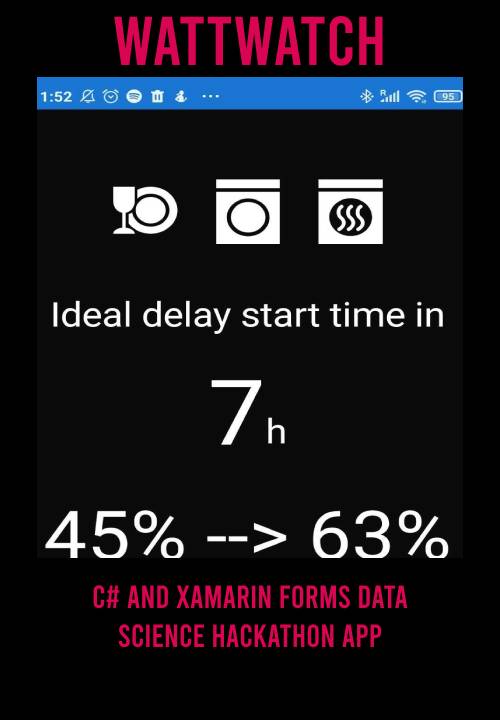 WATTWATCH
1:52 ... R 95
Ideal delay start time in
7 h
45% --> 63%
C# AND XAMARIN FORMS DATA
SCIENCE HACKATHON APP